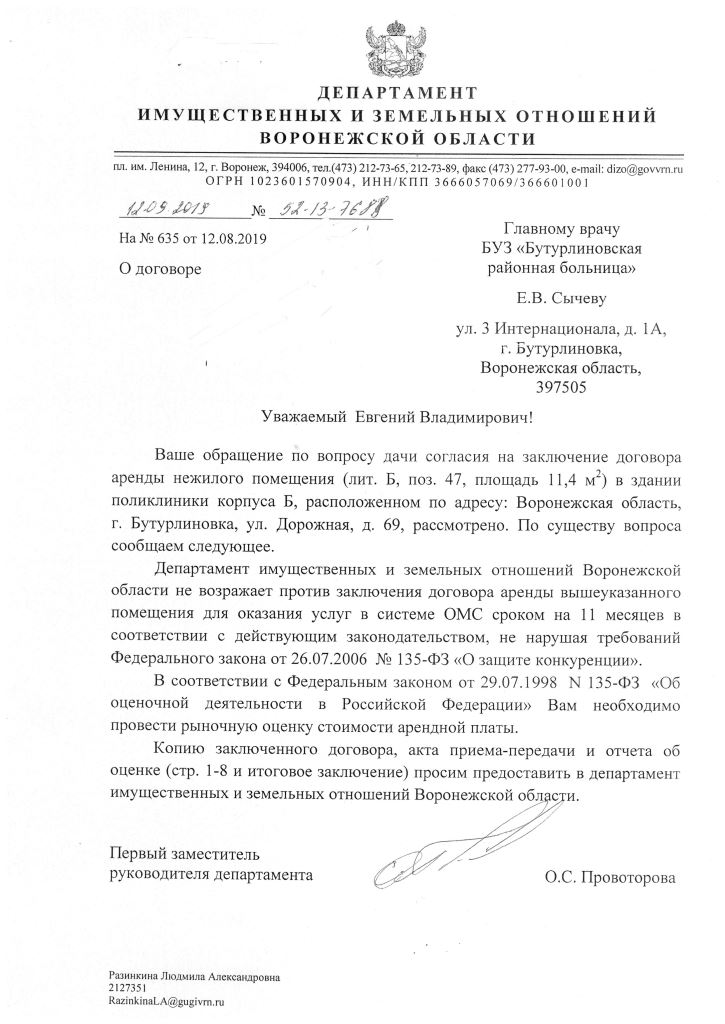 ДЕПАРТАМЕНТ
ИМУЩЕСТВЕННЫХ И ЗЕМЕЛЬНЫХ ОТНОШЕНИЙ
ВОРОНЕЖСКОЙ ОБЛАСТИ
пл. им. Ленина, 12, г. Воронеж, 394006, тел.(473) 212-73-65, 212-73-89, факс (473) 277-93-00, e-mail: dizo@govvrn.ru
ОГРН 1023601570904, ИНН/КПП 3666057069/366601001
12.09.2019 № 52-13-7688
На № 635 от 12.08.2019
О договоре
Главному врачу
БУЗ «Бутурлиновская
районная больница»
Е.В. Сычеву
ул. 3 Интернационала, д. 1А,
г. Бутурлиновка,
Воронежская область,
397505
Уважаемый Евгений Владимирович!
Ваше обращение по вопросу дачи согласия на заключение договора
аренды нежилого помещения (лит. Б, поз. 47, площадь 11,4 м²) в здании
поликлиники корпуса Б, расположенном по адресу: Воронежская область,
г. Бутурлиновка, ул. Дорожная, д. 69, рассмотрено. По существу вопроса
сообщаем следующее.
Департамент имущественных и земельных отношений Воронежской
области не возражает против заключения договора аренды вышеуказанного
помещения для оказания услуг в системе ОМС сроком на 11 месяцев в
соответствии с действующим законодательством, не нарушая требований
Федерального закона от 26.07.2006 № 135-ФЗ «О защите конкуренции».
В соответствии с Федеральным законом от 29.07.1998 N 135-ФЗ «Об
оценочной деятельности в Российской Федерации» Вам необходимо
провести рыночную оценку стоимости арендной платы.
Копию заключенного договора, акта приема-передачи и отчета об
оценке (стр. 1-8 и итоговое заключение) просим предоставить в департамент
имущественных и земельных отношений Воронежской области.
Первый заместитель
руководителя департамента О.С. Провоторова
Разинкина Людмила Александровна
2127351
RazinkinaLA@gugivrn.ru